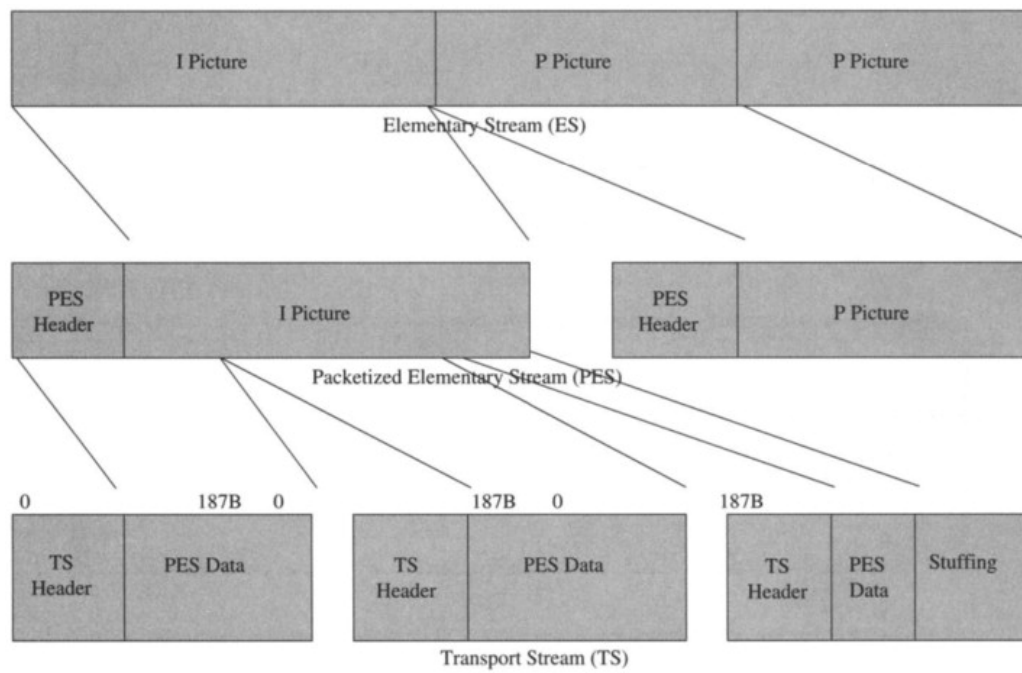 I Picture P Picture P Picture
Elementary Stream (ES)
PES Header I Picture PES Header P Picture
Packetized Elementary Stream (PES)
0 187B 0 187B 0 187B
TS Header PES Data TS Header PES Data TS Header PES Data Stuffing
Transport Stream (TS)